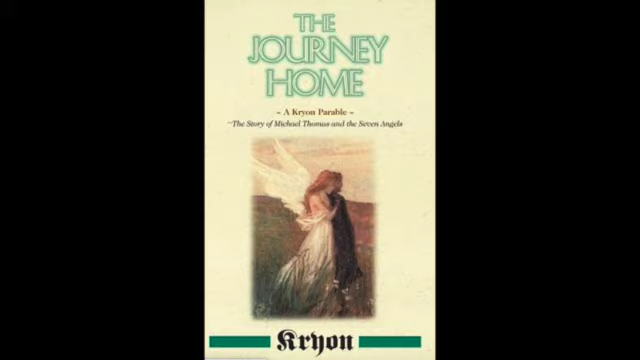 THE
JOURNEY
HOME
~ A Kryon Parable ~
~The Story of Michael Thomas and the Seven Angels
Kryon